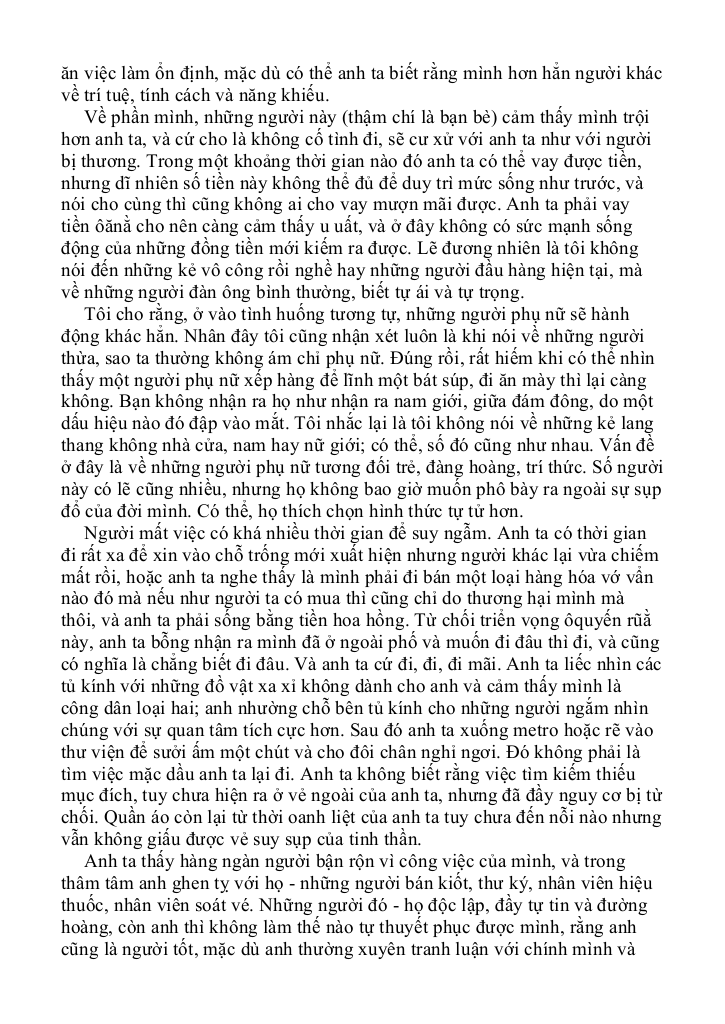 ăn việc làm ổn định, mặc dù có thể anh ta biết rằng mình hơn hẳn người khác
về trí tuệ, tính cách và năng khiếu.
Về phần mình, những người này (thậm chí là bạn bè) cảm thấy mình trội
hơn anh ta, và cứ cho là không cố tình đi, sẽ cư xử với anh ta như với người
bị thương. Trong một khoảng thời gian nào đó anh ta có thể vay được tiền,
nhưng dĩ nhiên số tiền này không thể đủ để duy trì mức sống như trước, và
nói cho cùng thì cũng không ai cho vay mượn mãi được. Anh ta phải vay
tiền ôănằ cho nên càng cảm thấy u uất, và ở đây không có sức mạnh sống
động của những đồng tiền mới kiếm ra được. Lẽ đương nhiên là tôi không
nói đến những kẻ vô công rồi nghề hay những người đầu hàng hiện tại, mà
về những người đàn ông bình thường, biết tự ái và tự trọng.
Tôi cho rằng, ở vào tình huống tương tự, những người phụ nữ sẽ hành
động khác hẳn. Nhân đây tôi cũng nhận xét luôn là khi nói về những người
thừa, sao ta thường không ám chỉ phụ nữ. Đúng rồi, rất hiếm khi có thể nhìn
thấy một người phụ nữ xếp hàng để lĩnh một bát súp, đi ăn mày thì lại càng
không. Bạn không nhận ra họ như nhận ra nam giới, giữa đám đông, do một
dấu hiệu nào đó đập vào mắt. Tôi nhắc lại là tôi không nói về những kẻ lang
thang không nhà cửa, nam hay nữ giới; có thể, số đó cũng như nhau. Vấn đề
ở đây là về những người phụ nữ tương đối trẻ, đàng hoàng, trí thức. Số người
này có lẽ cũng nhiều, nhưng họ không bao giờ muốn phô bày ra ngoài sự sụp
đổ của đời mình. Có thể, họ thích chọn hình thức tự tử hơn.
Người mất việc có khá nhiều thời gian để suy ngẫm. Anh ta có thời gian
đi rất xa để xin vào chỗ trống mới xuất hiện nhưng người khác lại vừa chiếm
mất rồi, hoặc anh ta nghe thấy là mình phải đi bán một loại hàng hóa vớ vẩn
nào đó mà nếu như người ta có mua thì cũng chỉ do thương hại mình mà
thôi, và anh ta phải sống bằng tiền hoa hồng. Từ chối triển vọng ôquyến rũằ
này, anh ta bỗng nhận ra mình đã ở ngoài phố và muốn đi đâu thì đi, và cũng
có nghĩa là chẳng biết đi đâu. Và anh ta cứ đi, đi, đi mãi. Anh ta liếc nhìn các
tủ kính với những đồ vật xa xỉ không dành cho anh và cảm thấy mình là
công dân loại hai; anh nhường chỗ bên tủ kính cho những người ngắm nhìn
chúng với sự quan tâm tích cực hơn. Sau đó anh ta xuống metro hoặc rẽ vào
thư viện để sưởi ấm một chút và cho đôi chân nghỉ ngơi. Đó không phải là
tìm việc mặc dầu anh ta lại đi. Anh ta không biết rằng việc tìm kiếm thiếu
mục đích, tuy chưa hiện ra ở vẻ ngoài của anh ta, nhưng đã đầy nguy cơ bị từ
chối. Quần áo còn lại từ thời oanh liệt của anh ta tuy chưa đến nỗi nào nhưng
vẫn không giấu được vẻ suy sụp của tinh thần.
Anh ta thấy hàng ngàn người bận rộn vì công việc của mình, và trong
thâm tâm anh ghen tỵ với họ - những người bán kiốt, thư ký, nhân viên hiệu
thuốc, nhân viên soát vé. Những người đó - họ độc lập, đầy tự tin và đường
hoàng, còn anh thì không làm thế nào tự thuyết phục được mình, rằng anh
cũng là người tốt, mặc dù anh thường xuyên tranh luận với chính mình và